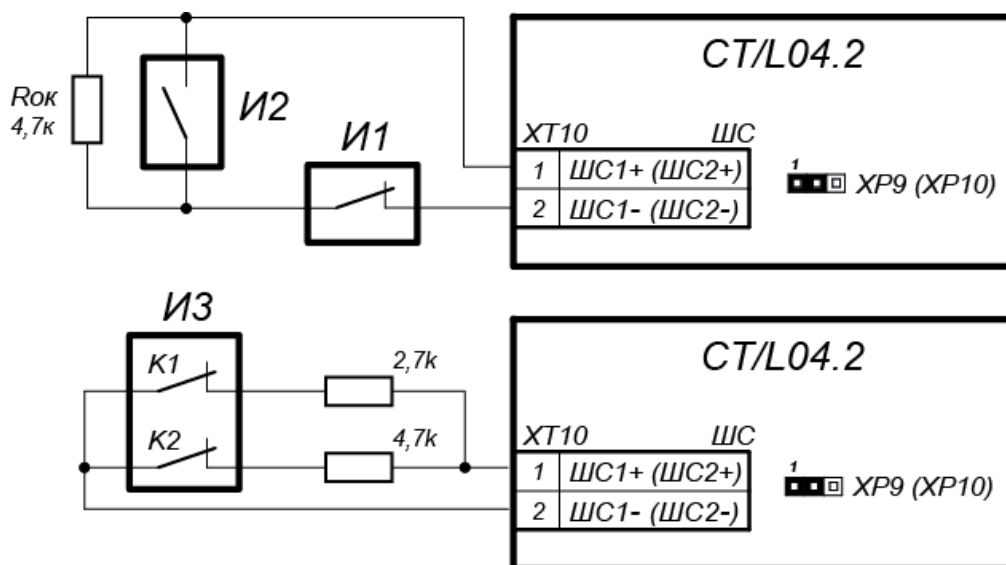 CT/L04.2
Rок
4,7к
И2
И1
XT10 ШС
1 ШС1+ (ШС2+)
2 ШС1- (ШС2-)
1
XP9 (XP10)
И3
K1
K2
2,7k
4,7k
CT/L04.2
XT10 ШС
1 ШС1+ (ШС2+)
2 ШС1- (ШС2-)
1
XP9 (XP10)